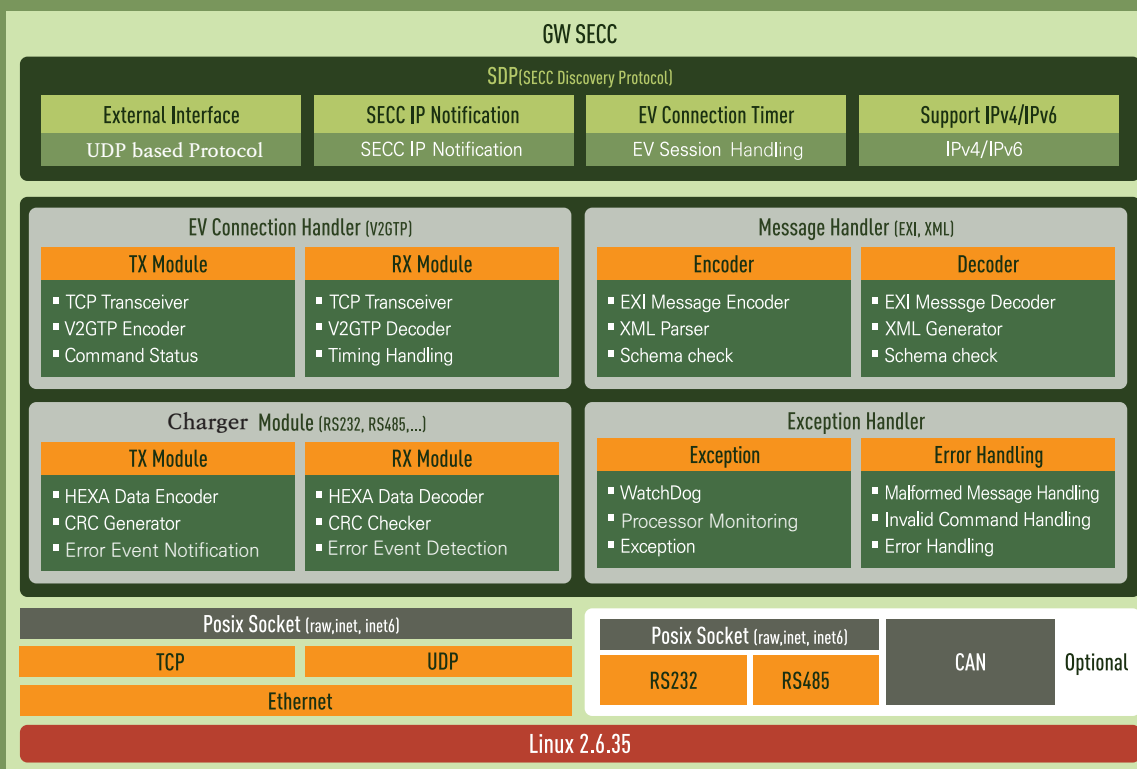 GW SECC
SDP(SECC Discovery Protocol)
External Interface
UDP based Protocol
SECC IP Notification
SECC IP Notification
EV Connection Timer
EV Session Handling
Support IPv4/IPv6
IPv4/IPv6
EV Connection Handler (V2GTP)
TX Module
▪ TCP Transceiver
▪ V2GTP Encoder
▪ Command Status
RX Module
▪ TCP Transceiver
▪ V2GTP Decoder
▪ Timing Handling
Message Handler (EXI, XML)
Encoder
▪ EXI Message Encoder
▪ XML Parser
▪ Schema check
Decoder
▪ EXI Messsge Decoder
▪ XML Generator
▪ Schema check
Charger Module (RS232, RS485,...)
TX Module
▪ HEXA Data Encoder
▪ CRC Generator
▪ Error Event Notification
RX Module
▪ HEXA Data Decoder
▪ CRC Checker
▪ Error Event Detection
Exception Handler
Exception
▪ WatchDog
▪ Processor Monitoring
▪ Exception
Error Handling
▪ Malformed Message Handling
▪ Invalid Command Handling
▪ Error Handling
Posix Socket (raw,inet, inet6)
TCP
UDP
Ethernet
Posix Socket (raw,inet, inet6)
RS232
RS485
CAN
Optional
Linux 2.6.35